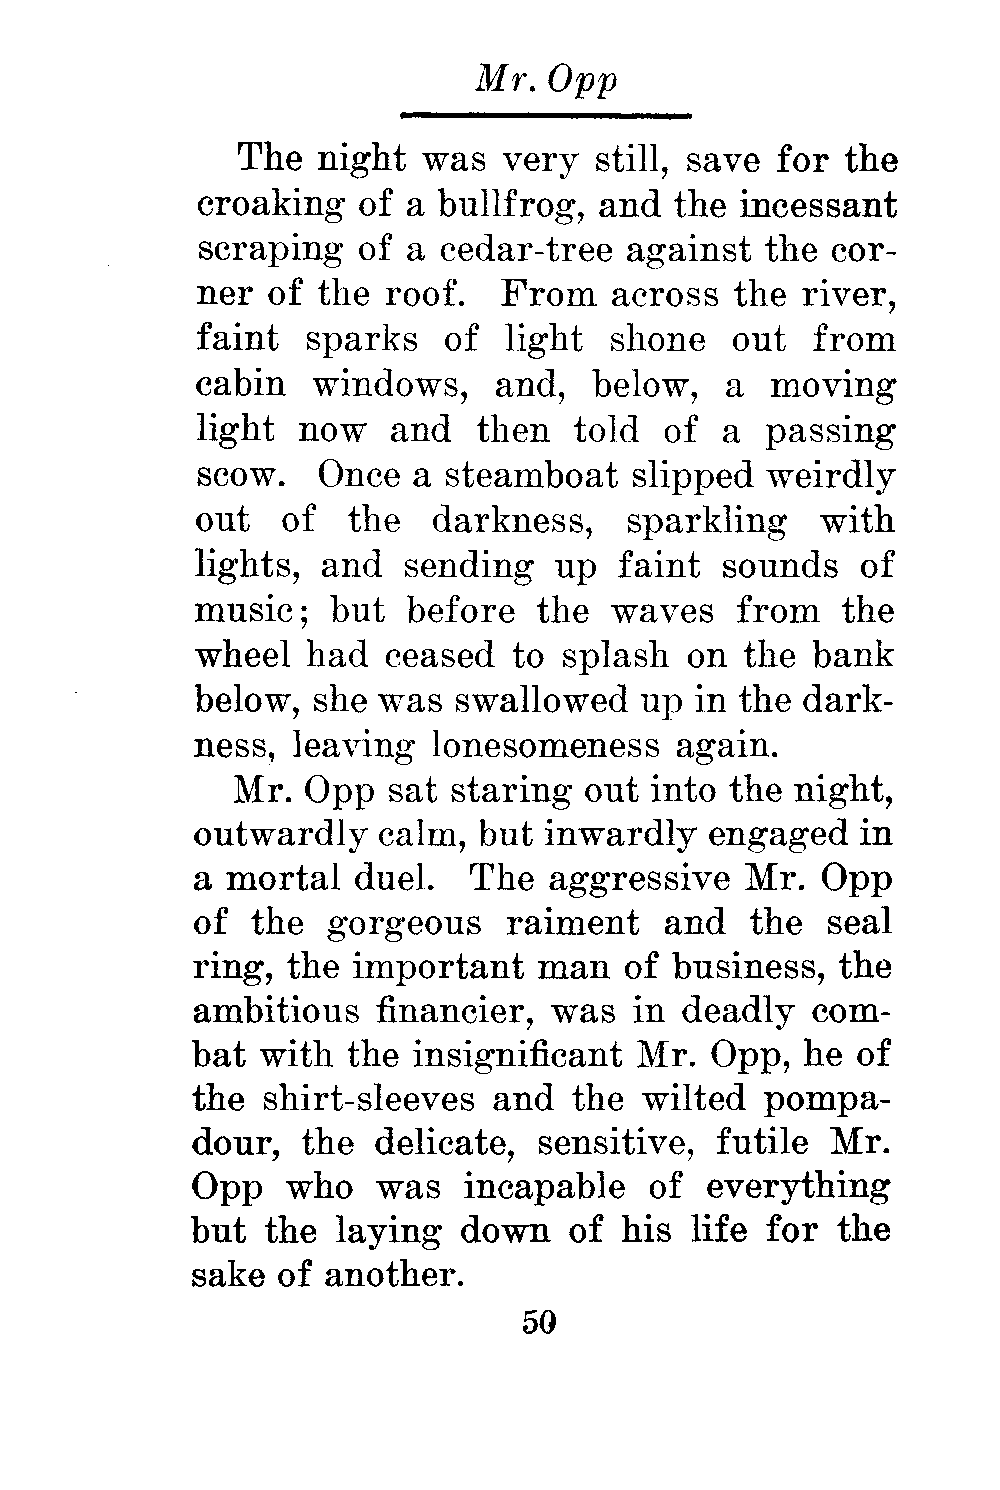 Mr. Opp
The night was very still, save for the
croaking of a bullfrog, and the incessant
scraping of a cedar-tree against the cor-
ner of the roof. From across the river,
faint sparks of light shone out from
cabin windows, and, below, a moving
light now and then told of a passing
scow. Once a steamboat slipped weirdly
out of the darkness, sparkling with
lights, and sending up faint sounds of
music; but before the waves from the
wheel had ceased to splash on the bank
below, she was swallowed up in the dark-
ness, leaving lonesomeness again.
Mr. Opp sat staring out into the night,
outwardly calm, but inwardly engaged in
a mortal duel. The aggressive Mr. Opp
of the gorgeous raiment and the seal
ring, the important man of business, the
ambitious financier, was in deadly com-
bat with the insignificant Mr. Opp, he of
the shirt-sleeves and the wilted pompa-
dour, the delicate, sensitive, futile Mr.
Opp who was incapable of everything
but the laying down of his life for the
sake of another.
50